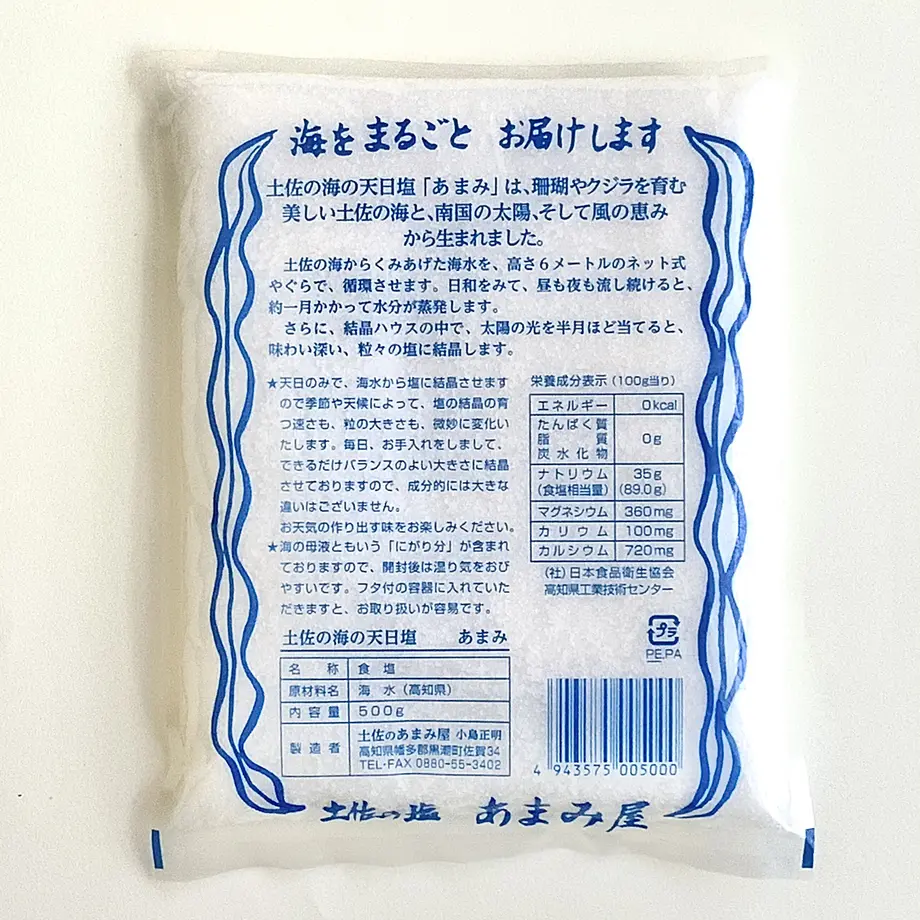 海をまるごと お届けします
土佐の海の天日塩「あまみ」は、珊瑚やクジラを育む
美しい土佐の海と、南国の太陽、そして風の恵み
から生まれました。
土佐の海からくみあげた海水を、高さ6メートルのネット式
やぐらで、循環させます。日和をみて、昼も夜も流し続けると、
約一月かかって水分が蒸発します。
さらに、結晶ハウスの中で、太陽の光を半月ほど当てると、
味わい深い、粒々の塩に結晶します。
★天日のみで、海水から塩に結晶させます
ので季節や天候によって、塩の結晶の育
つ速さも、粒の大きさも、微妙に変化い
たします。毎日、お手入れをしまして、
できるだけバランスのよい大きさに結晶
させておりますので、成分的には大きな
違いはございません。
お天気の作り出す味をお楽しみください。
★海の母液ともいう「にがり分」が含まれ
ておりますので、開封後は湿り気をおび
やすいです。フタ付の容器に入れていた
だきますと、お取り扱いが容易です。
栄養成分表示(100g当り)
エネルギー 0kcal
たんぱく質
脂質 0g
炭水化物
ナトリウム 35g
(食塩相当量) (89.0g)
マグネシウム 360mg
カリウム 100mg
カルシウム 720mg
(社)日本食品衛生協会
高知県工業技術センター
プラ
PE,PA
土佐の海の天日塩 あまみ
名称 食塩
原材料名 海水(高知県)
内容量 500g
製造者 土佐のあまみ屋 小島正明
高知県幡多郡黒潮町佐賀34
TEL・FAX 0880-55-3402
4 943575 005000
土佐の塩 あまみ屋